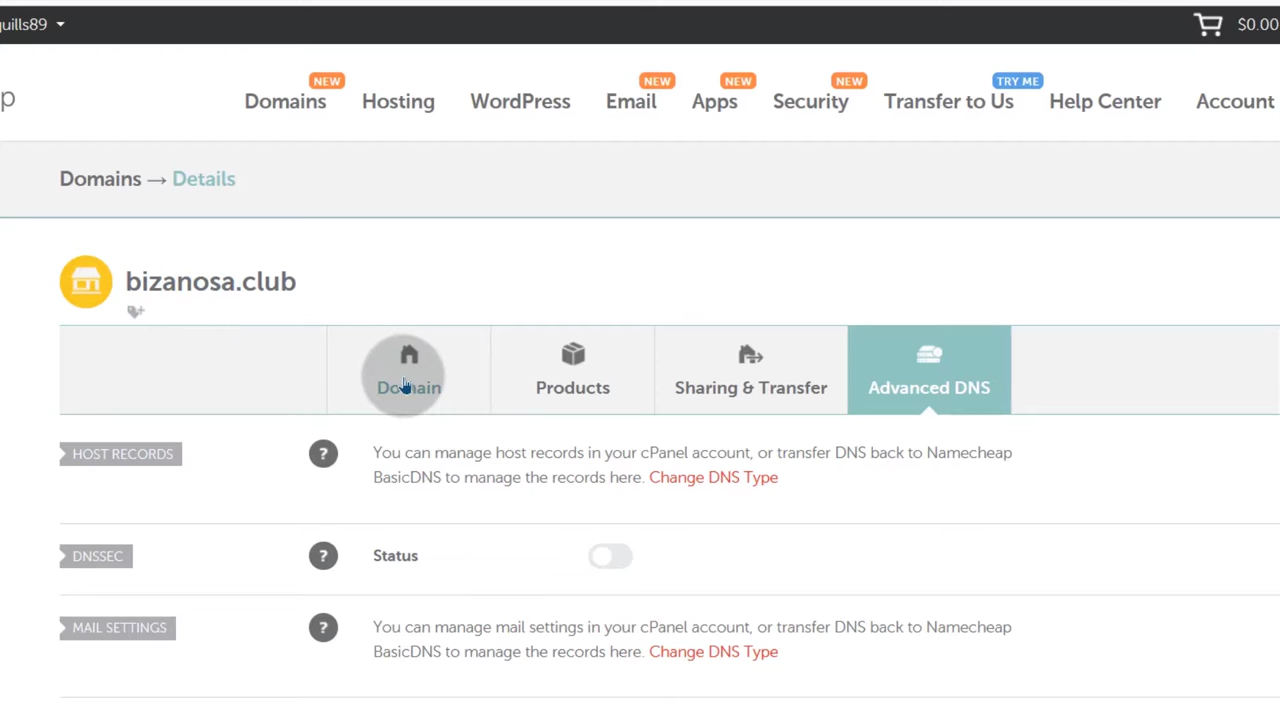 quills89
$0.00
p
NEW
NEW
NEW
NEW
TRY ME
Domains
Hosting
WordPress
Email
Apps
Security
Transfer to Us
Help Center
Account
Domains → Details
bizanosa.club
Domain
Products
Sharing & Transfer
Advanced DNS
HOST RECORDS
?
You can manage host records in your cPanel account, or transfer DNS back to Namecheap
BasicDNS to manage the records here. Change DNS Type
DNSSEC
?
Status
MAIL SETTINGS
?
You can manage mail settings in your cPanel account, or transfer DNS back to Namecheap
BasicDNS to manage the records here. Change DNS Type